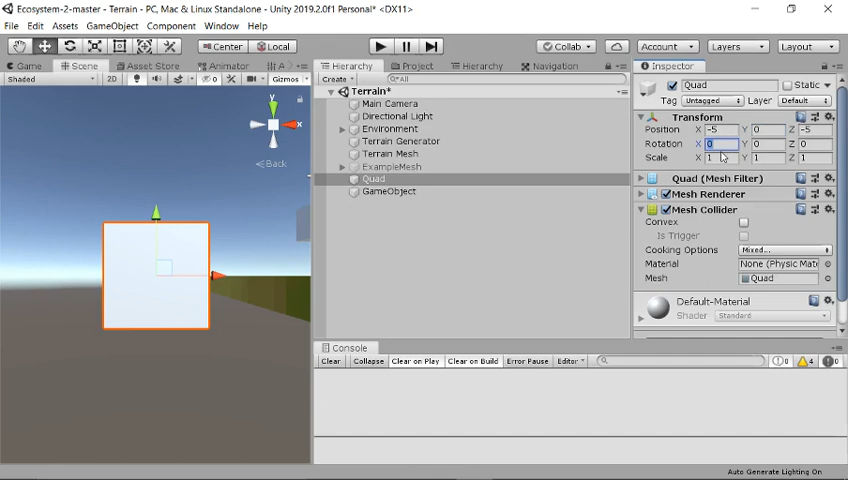 Ecosystem-2-master - Terrain - PC, Mac & Linux Standalone - Unity 2019.2.0f1 Personal* <DX11>
File Edit Assets GameObject Component Window Help
Center Local Collab Account Layers Layout
Game Scene Asset Store Animator A
Shaded 2D 0 Gizmos
y
x
Back
Hierarchy Project Hierarchy Navigation
Create All
Terrain*
Main Camera
Directional Light
Environment
Terrain Generator
Terrain Mesh
ExampleMesh
Quad
GameObject
Console
Clear Collapse Clear on Play Clear on Build Error Pause Editor 0 4 0
Inspector
Quad Static
Tag Untagged Layer Default
Transform
Position X -5 Y 0 Z -5
Rotation X 0 Y 0 Z 0
Scale X 1 Y 1 Z 1
Quad (Mesh Filter)
Mesh Renderer
Mesh Collider
Convex
Is Trigger
Cooking Options Mixed...
Material None (Physic Mat
Mesh Quad
Default-Material
Shader Standard
Auto Generate Lighting On